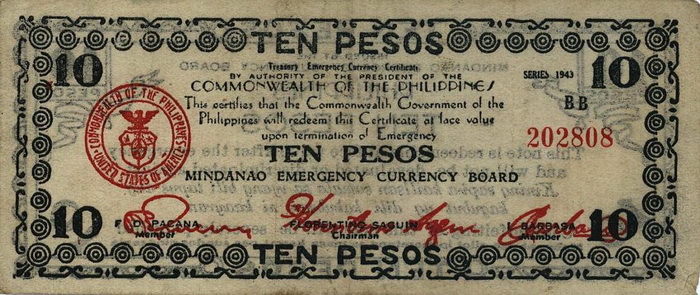 TEN PESOS
10
10
Treasury Emergency Currency Certificate
BY AUTHORITY OF THE PRESIDENT OF THE
COMMONWEALTH OF THE PHILIPPINES
SERIES 1943
BB
This certifies that the Commonwealth Government of the
Philippines will redeem this Certificate at face value
upon termination of Emergency
202808
COMMONWEALTH OF THE PHILIPPINES
UNITED STATES OF AMERICA
TEN PESOS
MINDANAO EMERGENCY CURRENCY BOARD
10
10
F. D. PACANA
Member
FLORENTINO SAGUIN
Chairman
BARBASA
Member
TEN PESOS